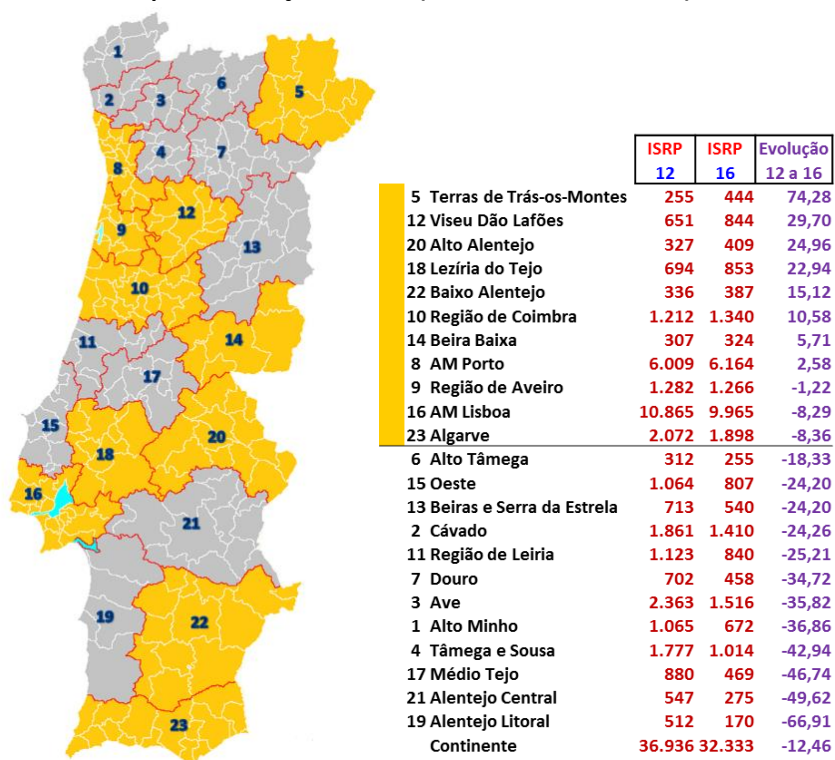 ISRP ISRP Evolução
12 16 12 a 16
5 Terras de Trás-os-Montes 255 444 74,28
12 Viseu Dão Lafões 651 844 29,70
20 Alto Alentejo 327 409 24,96
18 Lezíria do Tejo 694 853 22,94
22 Baixo Alentejo 336 387 15,12
10 Região de Coimbra 1.212 1.340 10,58
14 Beira Baixa 307 324 5,71
8 AM Porto 6.009 6.164 2,58
9 Região de Aveiro 1.282 1.266 -1,22
16 AM Lisboa 10.865 9.965 -8,29
23 Algarve 2.072 1.898 -8,36
6 Alto Tâmega 312 255 -18,33
15 Oeste 1.064 807 -24,20
13 Beiras e Serra da Estrela 713 540 -24,20
2 Cávado 1.861 1.410 -24,26
11 Região de Leiria 1.123 840 -25,21
7 Douro 702 458 -34,72
3 Ave 2.363 1.516 -35,82
1 Alto Minho 1.065 672 -36,86
4 Tâmega e Sousa 1.777 1.014 -42,94
17 Médio Tejo 880 469 -46,74
21 Alentejo Central 547 275 -49,62
19 Alentejo Litoral 512 170 -66,91
Continente 36.936 32.333 -12,46
1
6
5
2
3
4
7
8
12
9
13
10
11
14
17
15
20
18
16
21
19
22
23